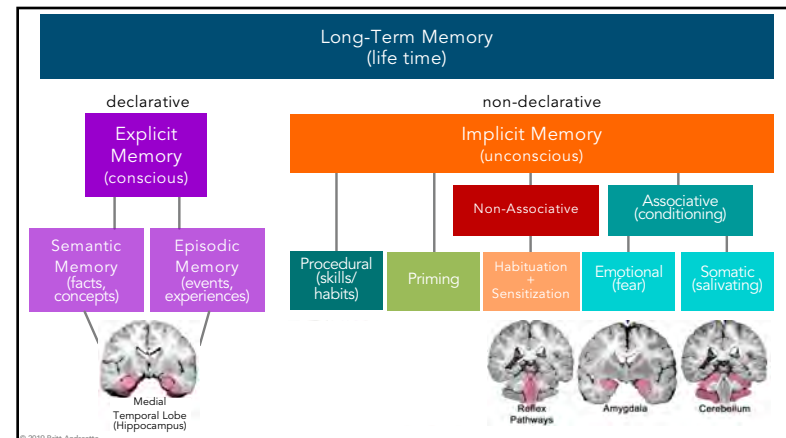 Long-Term Memory
(life time)
declarative
non-declarative
Explicit
Memory
(conscious)
Implicit Memory
(unconscious)
Non-Associative
Associative
(conditioning)
Semantic
Memory
(facts,
concepts)
Episodic
Memory
(events,
experiences)
Procedural
(skills/
habits)
Priming
Habituation
+
Sensitization
Emotional
(fear)
Somatic
(salivating)
Medial
Temporal Lobe
(Hippocampus)
Reflex
Pathways
Amygdala
Cerebellum